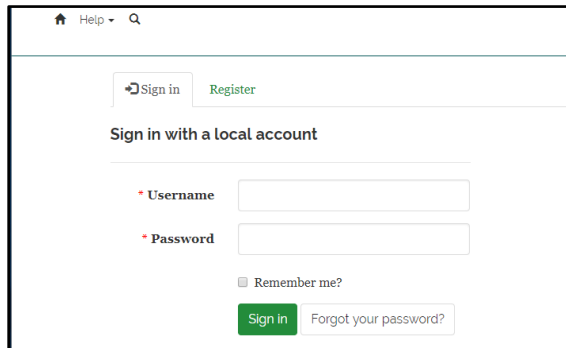 Help
Sign in Register
Sign in with a local account
* Username
* Password
Remember me?
Sign in Forgot your password?